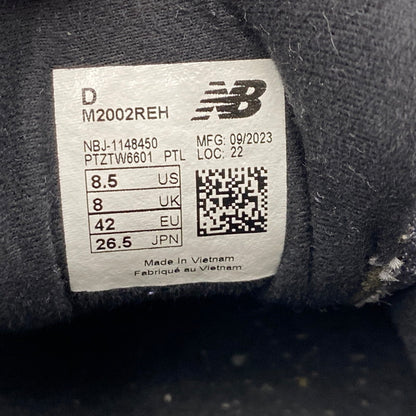 D
M2002REH
NB
NBJ-1148450
PTZTW6601 PTL
MFG: 09/2023
LOC: 22
8.5 US
8 UK
42 EU
26.5 JPN
Made In Vietnam
Fabriqué au Vietnam